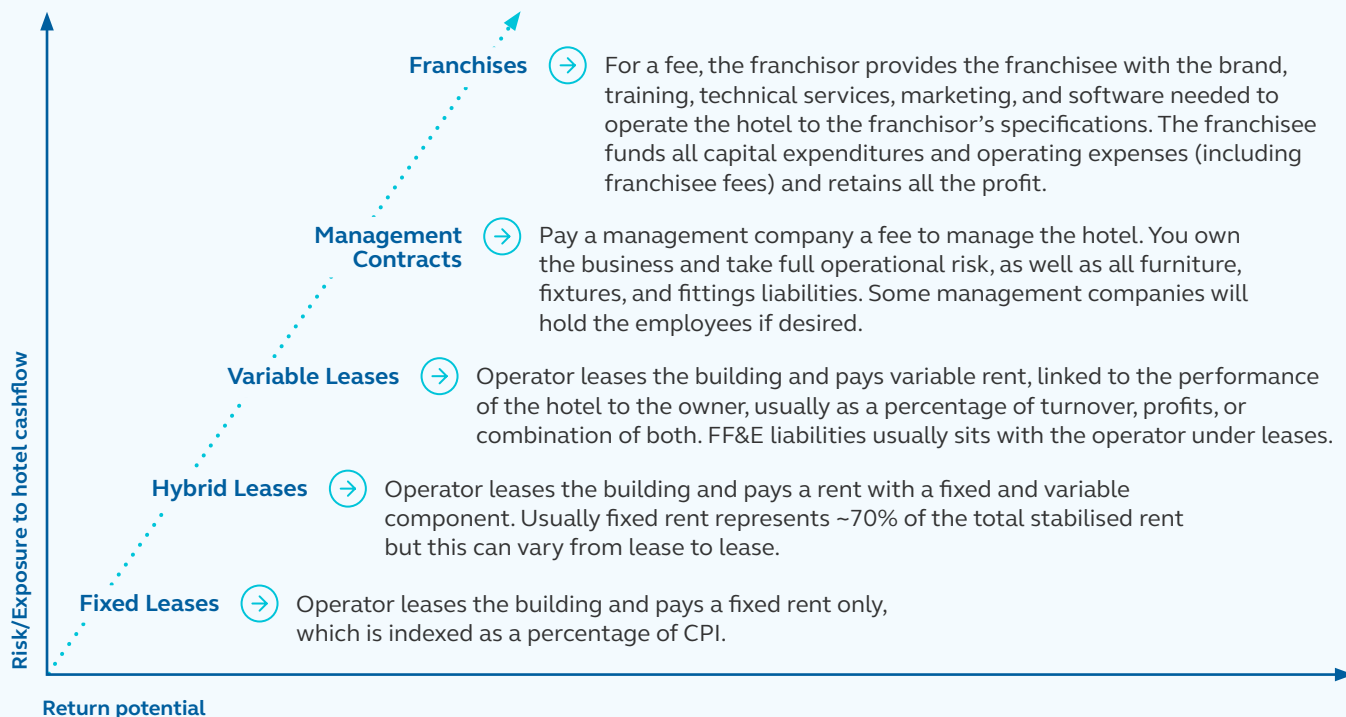 Franchises
For a fee, the franchisor provides the franchisee with the brand,
training, technical services, marketing, and software needed to
operate the hotel to the franchisor’s specifications. The franchisee
funds all capital expenditures and operating expenses (including
franchisee fees) and retains all the profit.
Management
Contracts
Pay a management company a fee to manage the hotel. You own
the business and take full operational risk, as well as all furniture,
fixtures, and fittings liabilities. Some management companies will
hold the employees if desired.
Variable Leases
Operator leases the building and pays variable rent, linked to the performance
of the hotel to the owner, usually as a percentage of turnover, profits, or
combination of both. FF&E liabilities usually sits with the operator under leases.
Hybrid Leases
Operator leases the building and pays a rent with a fixed and variable
component. Usually fixed rent represents ~70% of the total stabilised rent
but this can vary from lease to lease.
Fixed Leases
Operator leases the building and pays a fixed rent only,
which is indexed as a percentage of CPI.
Risk/Exposure to hotel cashflow
Return potential